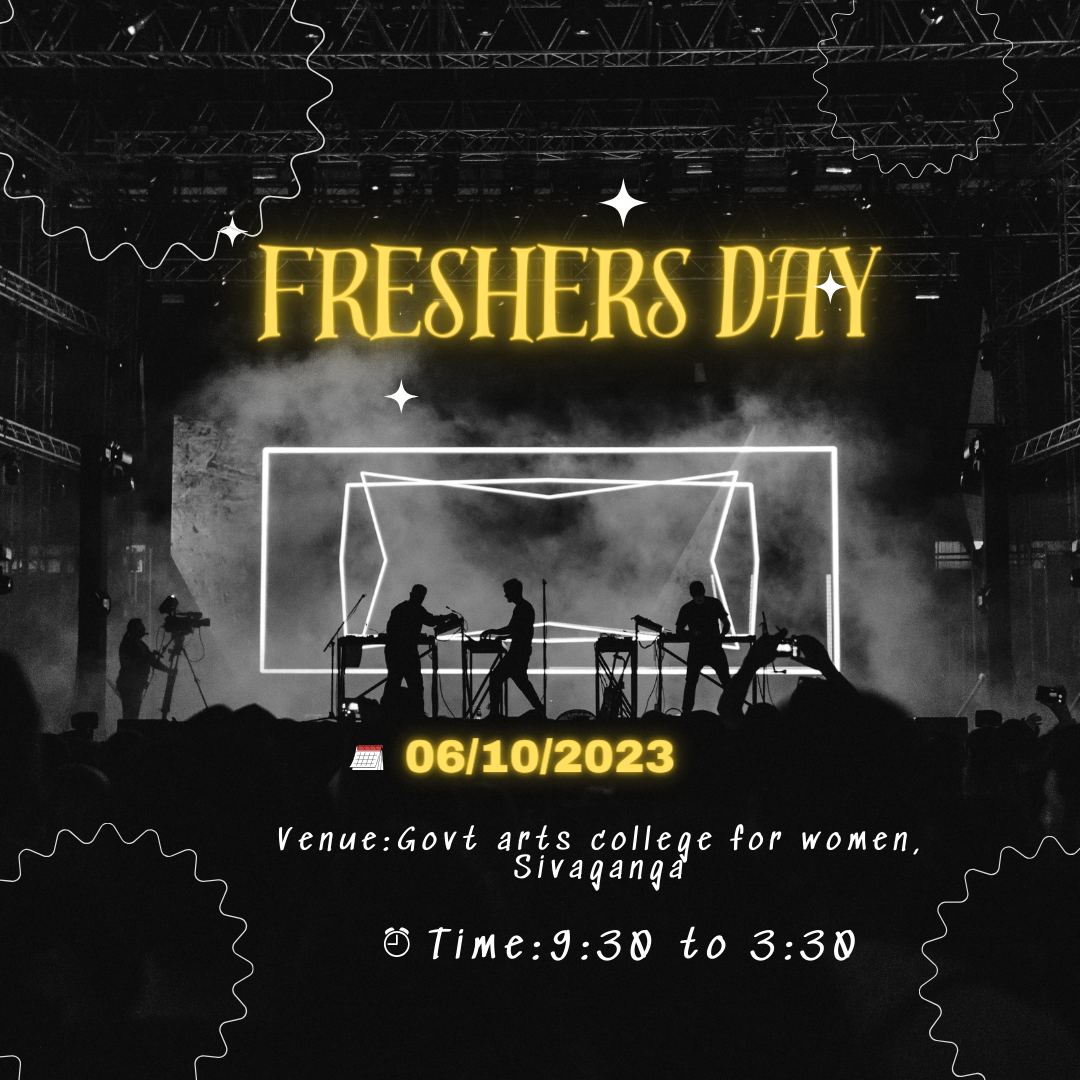 FRESHERS DAY
06/10/2023
Venue:Govt arts college for women,
Sivaganga
Time:9:30 to 3:30